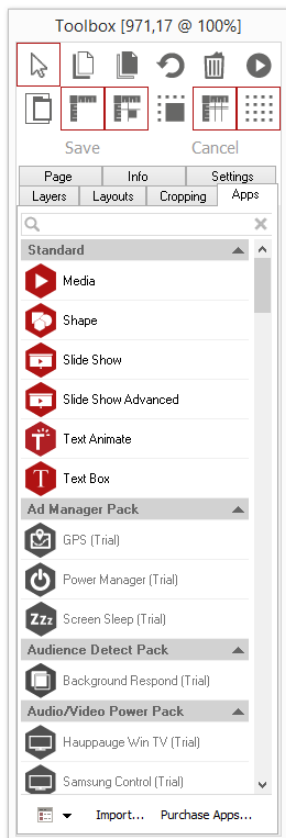 Toolbox [971,17 @ 100%]
Save Cancel
Page Info Settings
Layers Layouts Cropping Apps
Standard
Media
Shape
Slide Show
Slide Show Advanced
T Text Animate
T Text Box
Ad Manager Pack
GPS (Trial)
Power Manager (Trial)
Zzz Screen Sleep (Trial)
Audience Detect Pack
Background Respond (Trial)
Audio/Video Power Pack
Hauppauge Win TV (Trial)
Samsung Control (Trial)
Import... Purchase Apps...